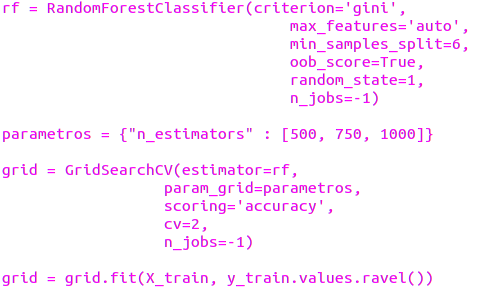 rf = RandomForestClassifier(criterion='gini',
                                max_features='auto',
                                min_samples_split=6,
                                oob_score=True,
                                random_state=1,
                                n_jobs=-1)

parametros = {"n_estimators" : [500, 750, 1000]}

grid = GridSearchCV(estimator=rf,
                  param_grid=parametros,
                  scoring='accuracy',
                  cv=2,
                  n_jobs=-1)

grid = grid.fit(X_train, y_train.values.ravel())